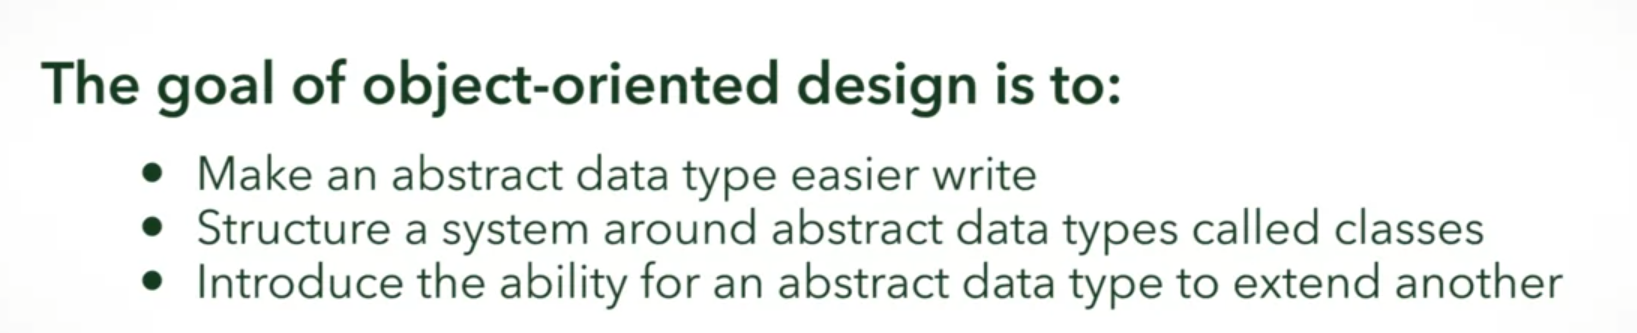 The goal of object-oriented design is to:
• Make an abstract data type easier write
• Structure a system around abstract data types called classes
• Introduce the ability for an abstract data type to extend another